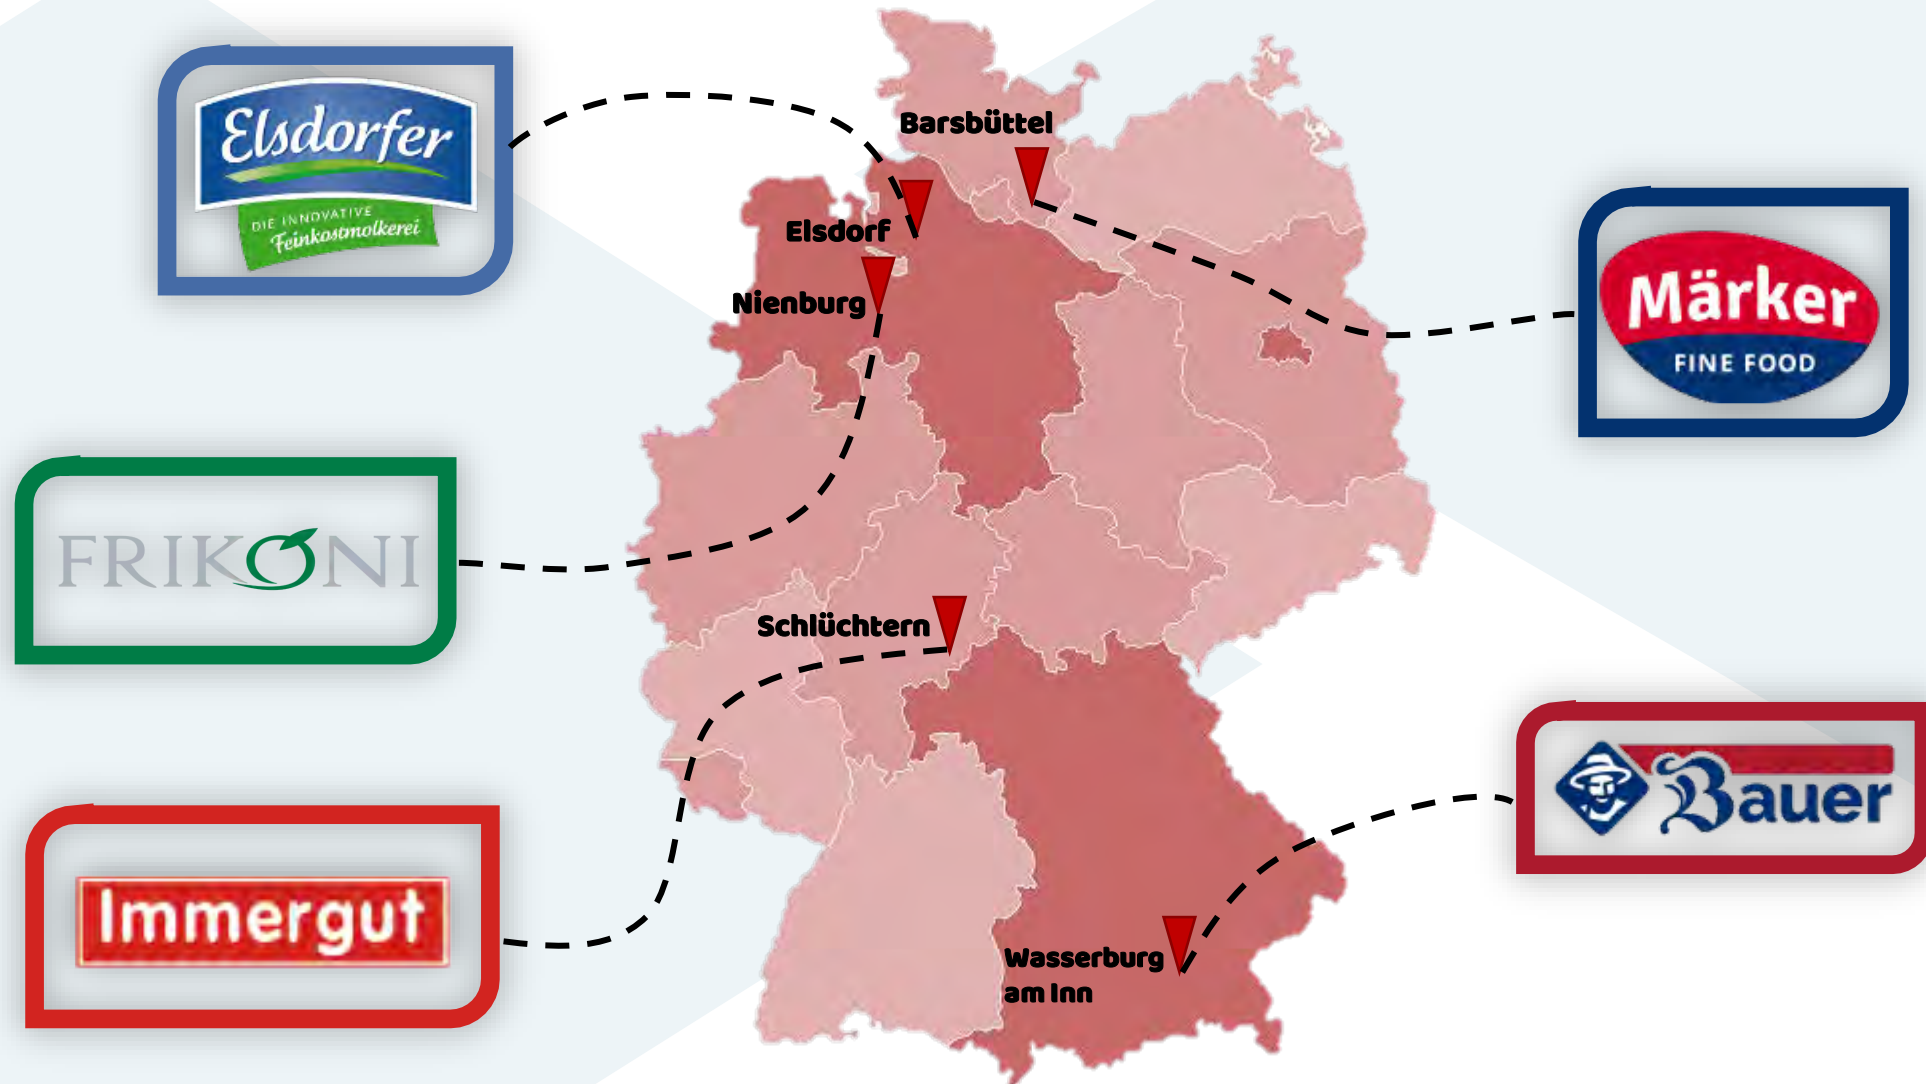 Elsdorfer
DIE INNOVATIVE
Feinkostmolkerei
Barsbüttel
Elsdorf
Nienburg
Märker
FINE FOOD
FRIKONI
Schlüchtern
Immergut
Bauer
Wasserburg
am Inn